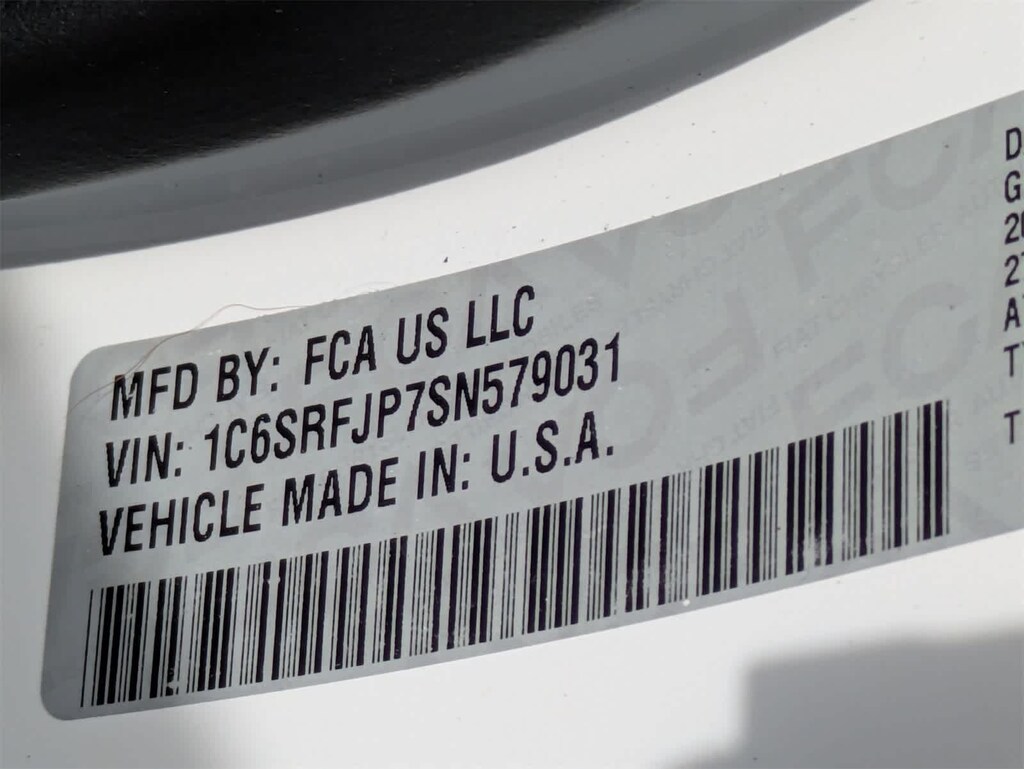 MFD BY: FCA US LLC
VIN: 1C6SRFJP7SN579031
VEHICLE MADE IN: U.S.A.
D
G
A
T